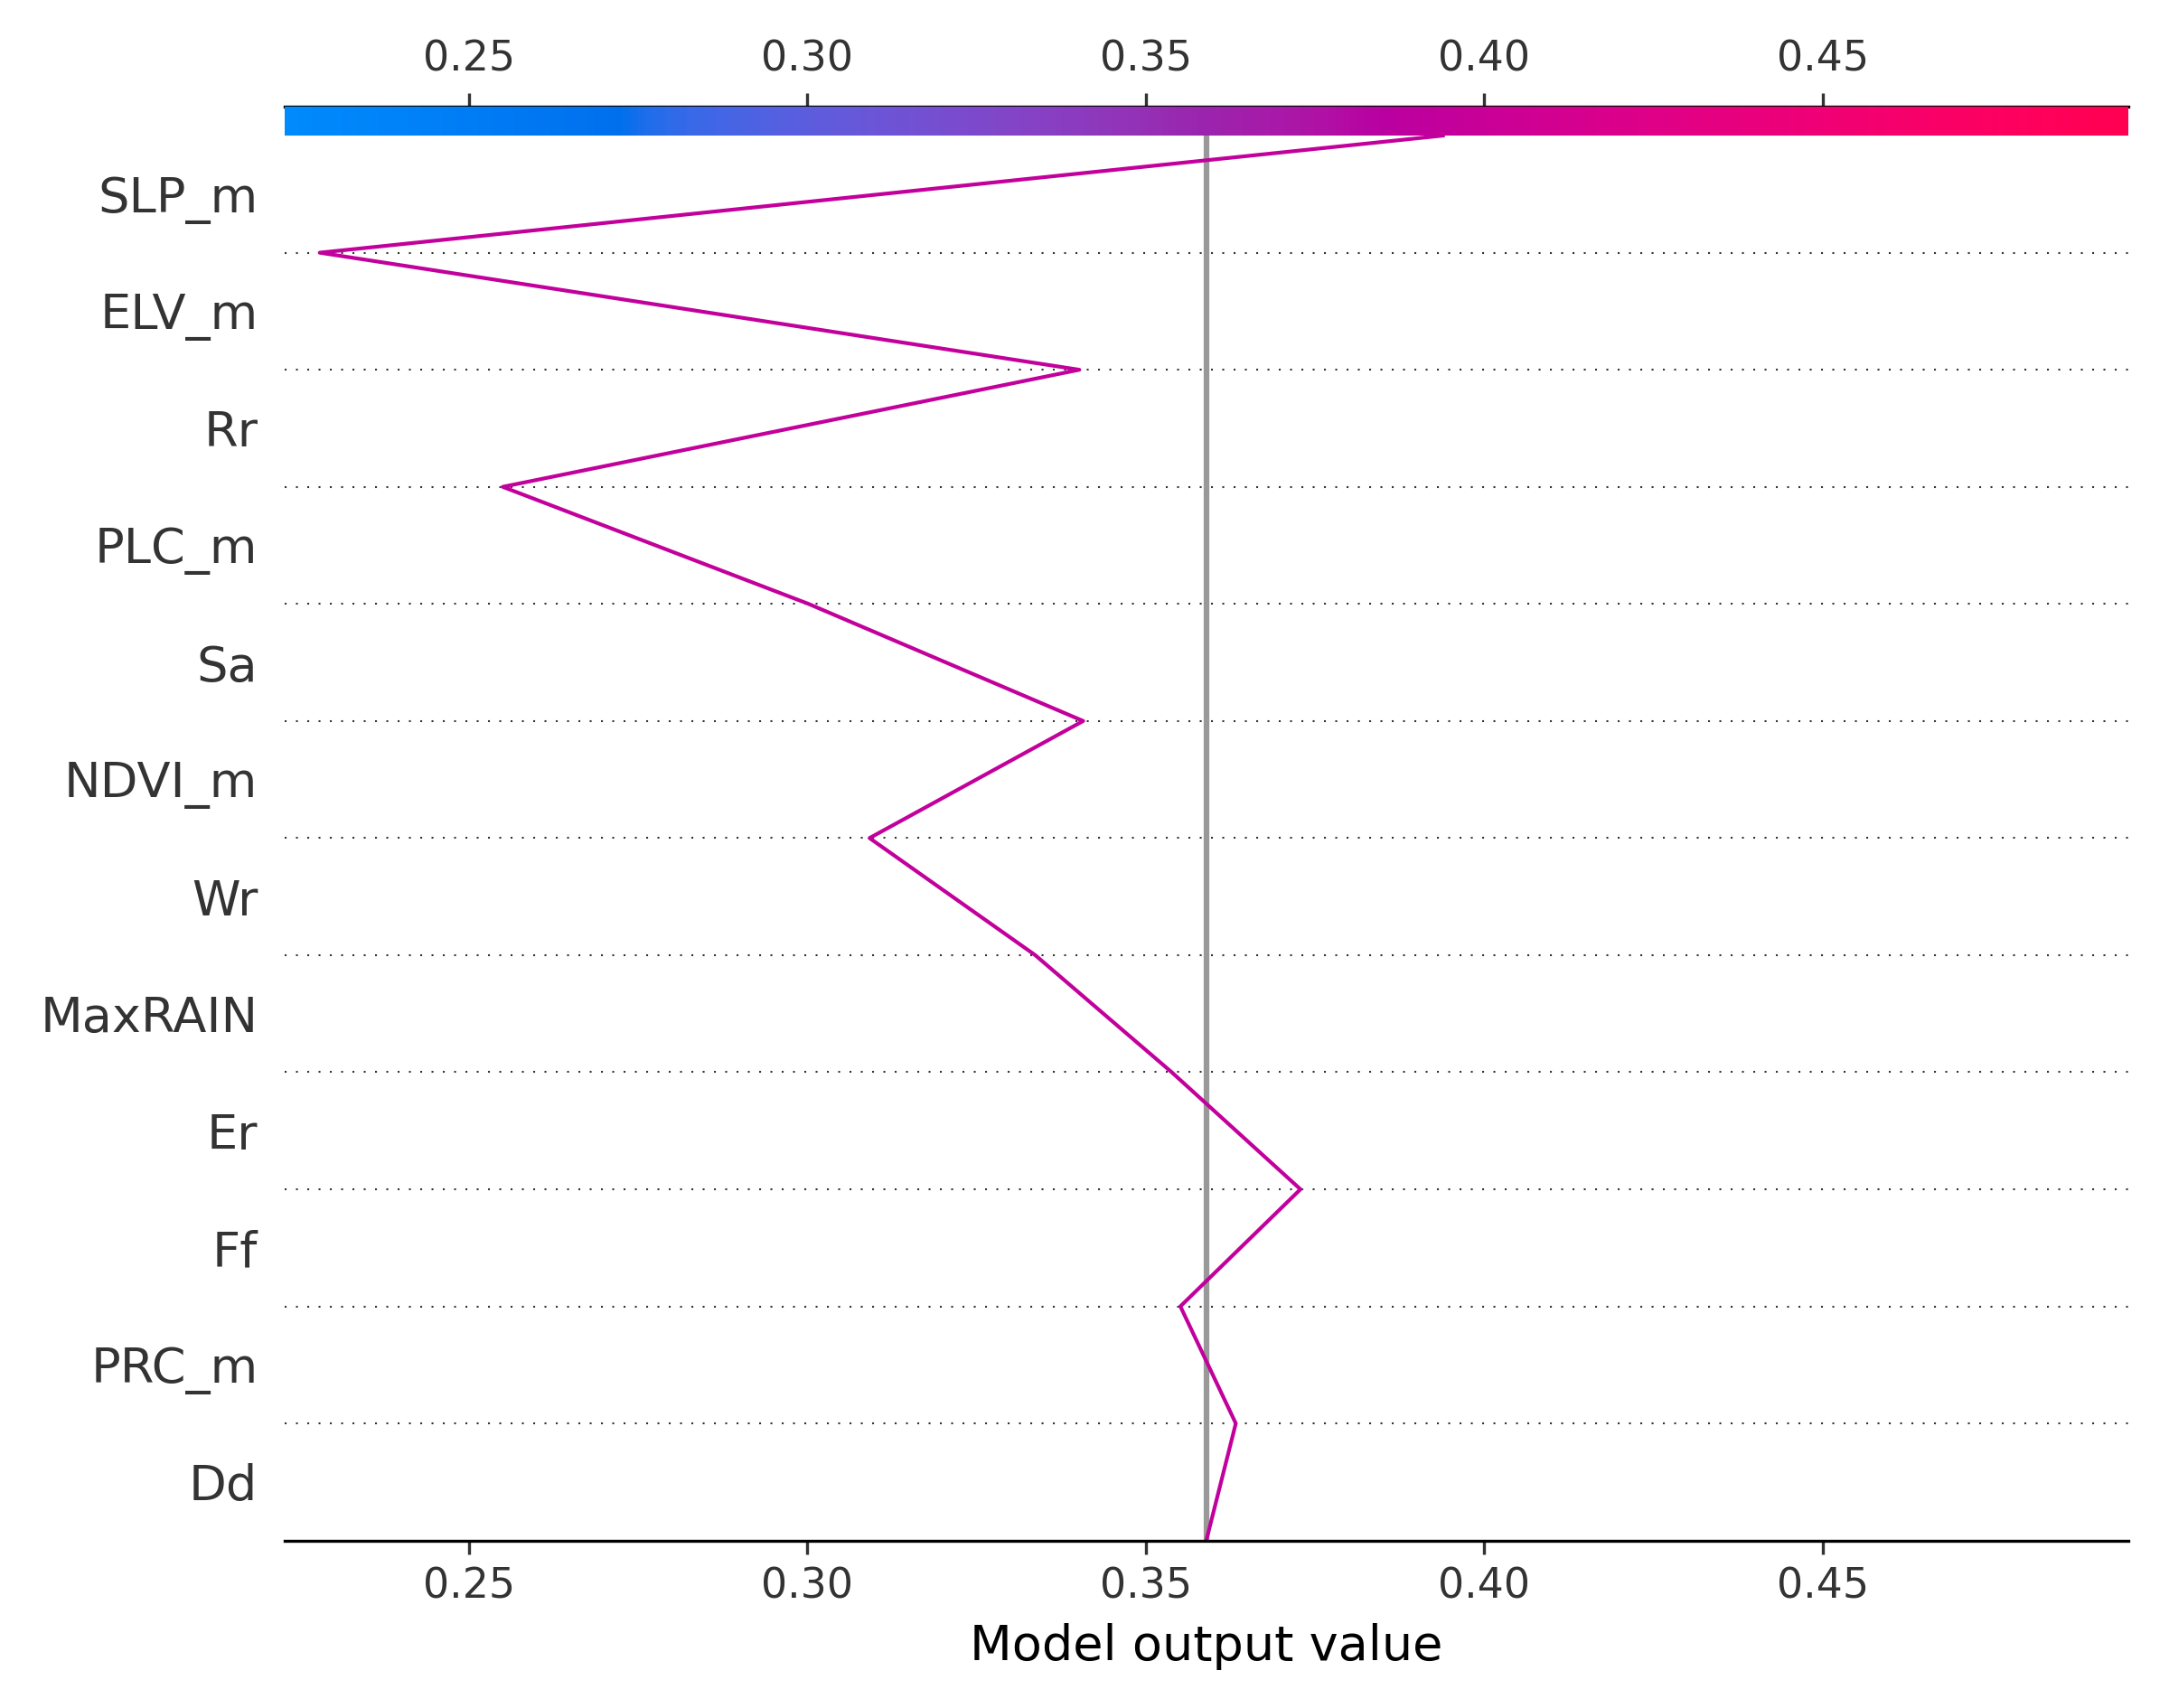 0.25 0.30 0.35 0.40 0.45
SLP_m
ELV_m
Rr
PLC_m
Sa
NDVI_m
Wr
MaxRAIN
Er
Ff
PRC_m
Dd
0.25 0.30 0.35 0.40 0.45
Model output value